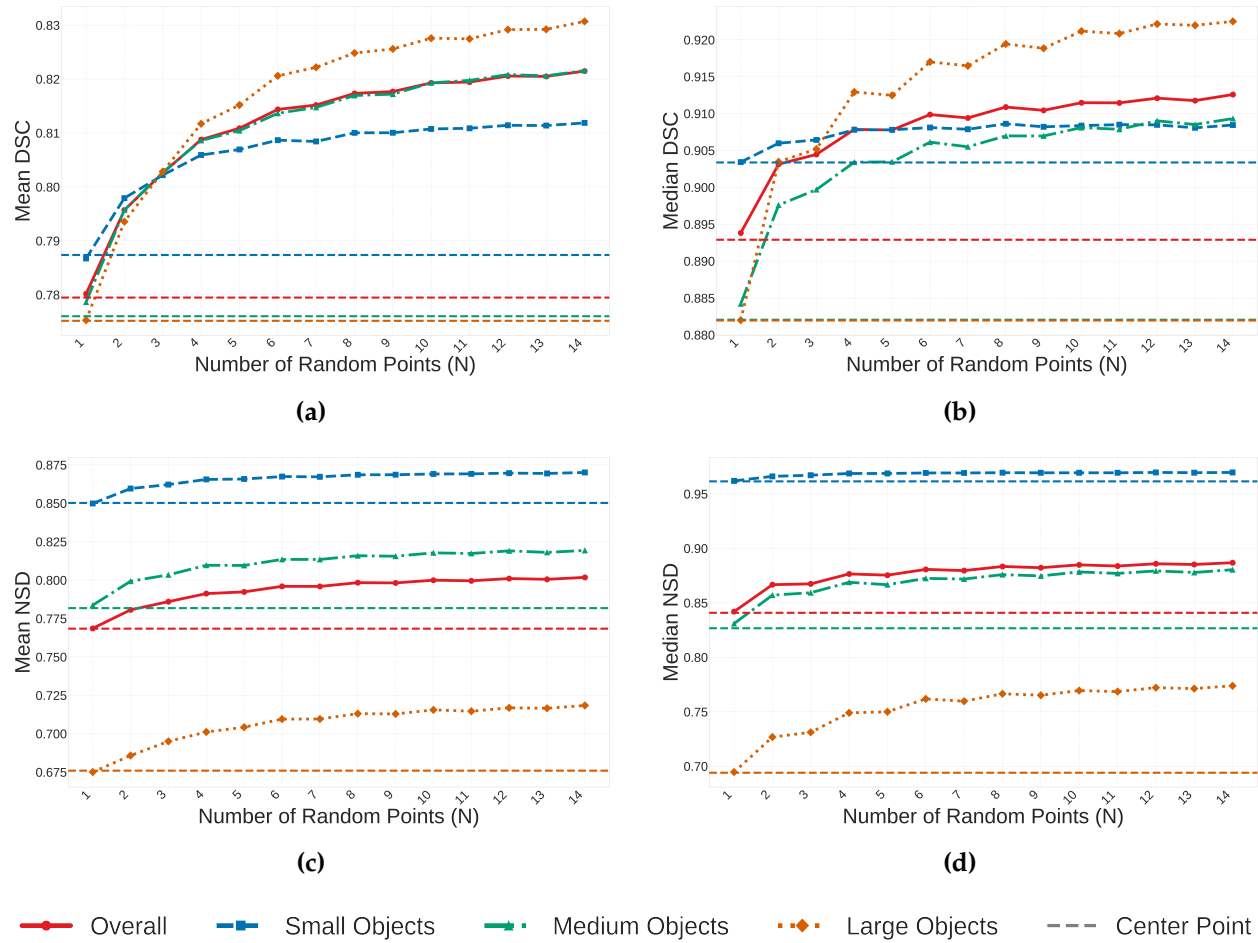 Mean DSC
0.83
0.82
0.81
0.80
0.79
0.78
1 2 3 4 5 6 7 8 9 10 11 12 13 14
Number of Random Points (N)
(a)
Median DSC
0.920
0.915
0.910
0.905
0.900
0.895
0.890
0.885
0.880
1 2 3 4 5 6 7 8 9 10 11 12 13 14
Number of Random Points (N)
(b)
Mean NSD
0.875
0.850
0.825
0.800
0.775
0.750
0.725
0.700
0.675
1 2 3 4 5 6 7 8 9 10 11 12 13 14
Number of Random Points (N)
(c)
Median NSD
0.95
0.90
0.85
0.80
0.75
0.70
1 2 3 4 5 6 7 8 9 10 11 12 13 14
Number of Random Points (N)
(d)
Overall Small Objects Medium Objects Large Objects Center Point